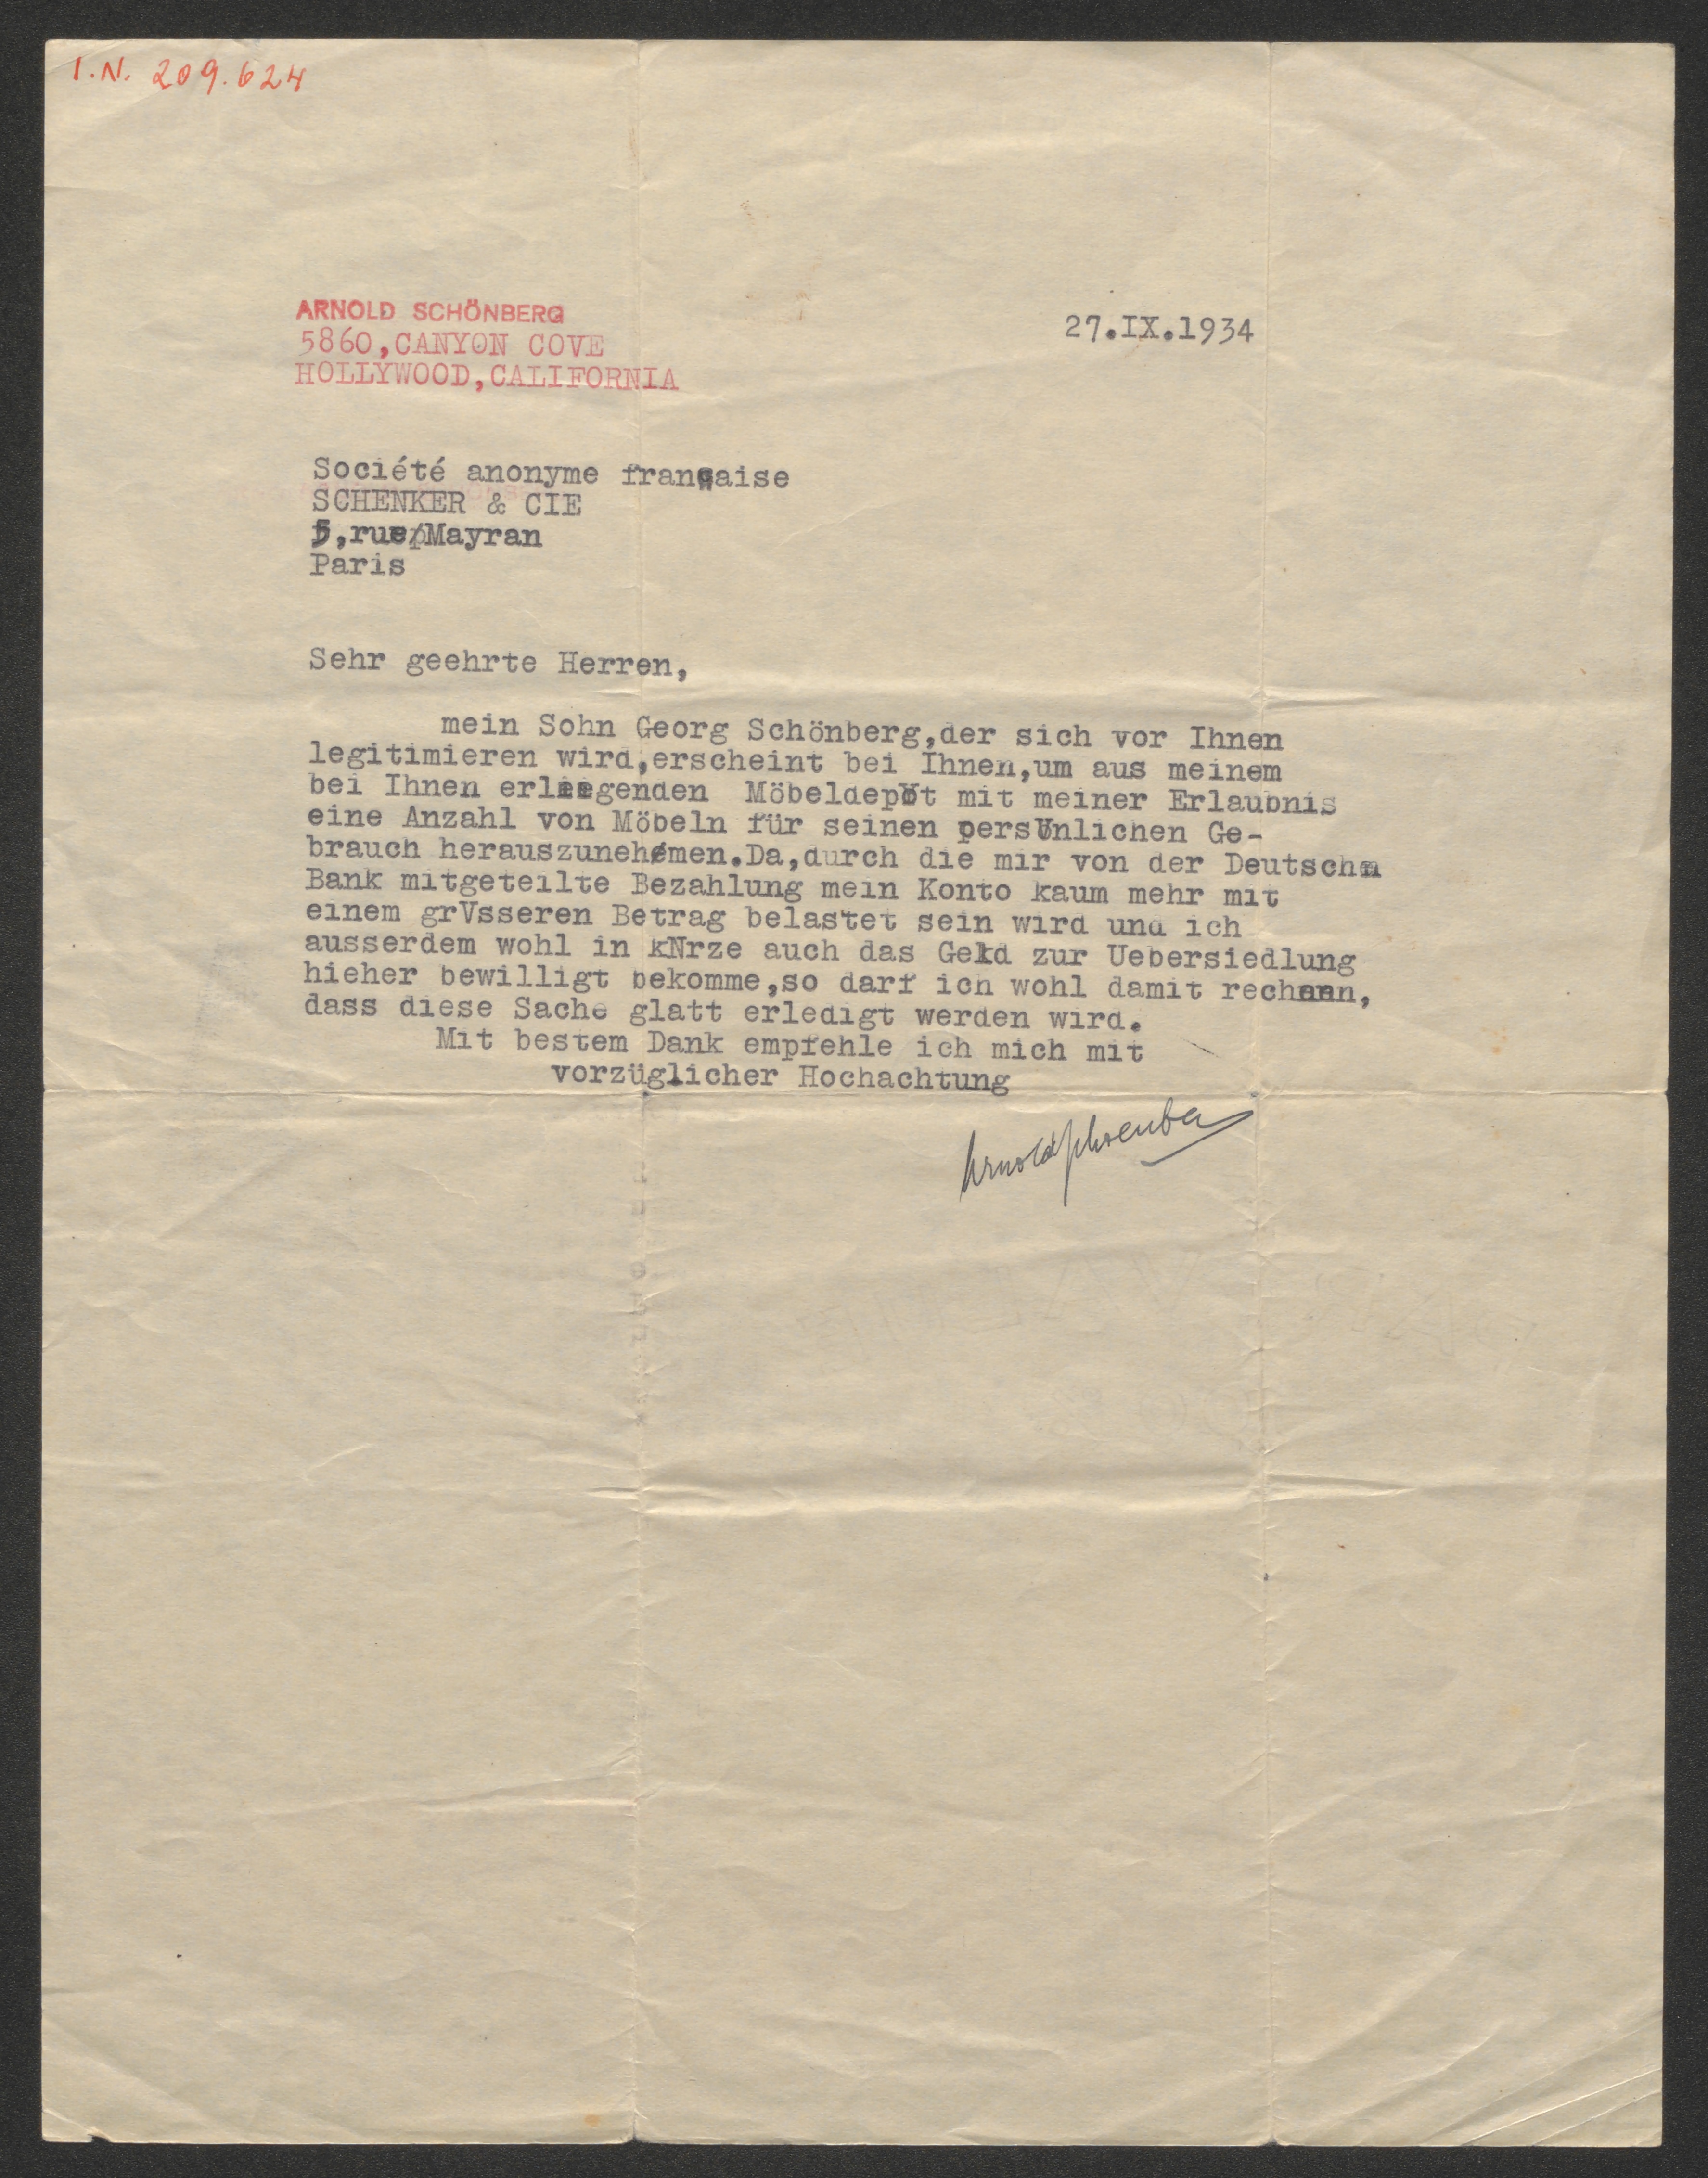 I.N. 209.624
ARNOLD SCHÖNBERG
5860,CANYON COVE
HOLLYWOOD,CALIFORNIA
27.IX.1934
Société anonyme française
SCHENKER & CIE
5,rue Mayran
Paris
Sehr geehrte Herren,
mein Sohn Georg Schönberg,der sich vor Ihnen
legitimieren wird,erscheint bei Ihnen,um aus meinem
bei Ihnen erliegenden Möbeldepot mit meiner Erlaubnis
eine Anzahl von Möbeln für seinen persUnlichen Ge-
brauch herauszunehmen.Da,durch die mir von der Deutschn
Bank mitgeteilte Bezahlung mein Konto kaum mehr mit
einem grVsseren Betrag belastet sein wird und ich
ausserdem wohl in kNrze auch das Geld zur Uebersiedlung
hieher bewilligt bekomme,so darf ich wohl damit rechnen,
dass diese Sache glatt erledigt werden wird.
Mit bestem Dank empfehle ich mich mit
vorzüglicher Hochachtung
Arnold Schoenberg